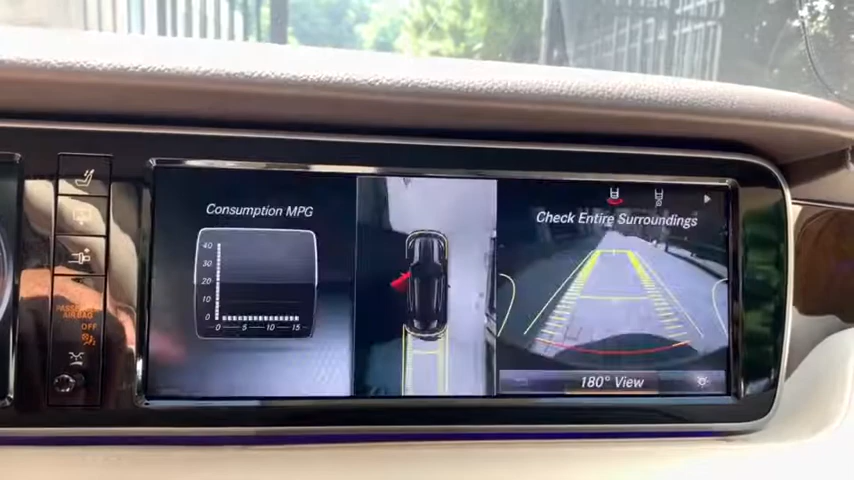 Consumption MPG
40
30
20
10
0
0 5 10 15
Check Entire Surroundings
180° View
PASSENGER
AIRBAG
OFF